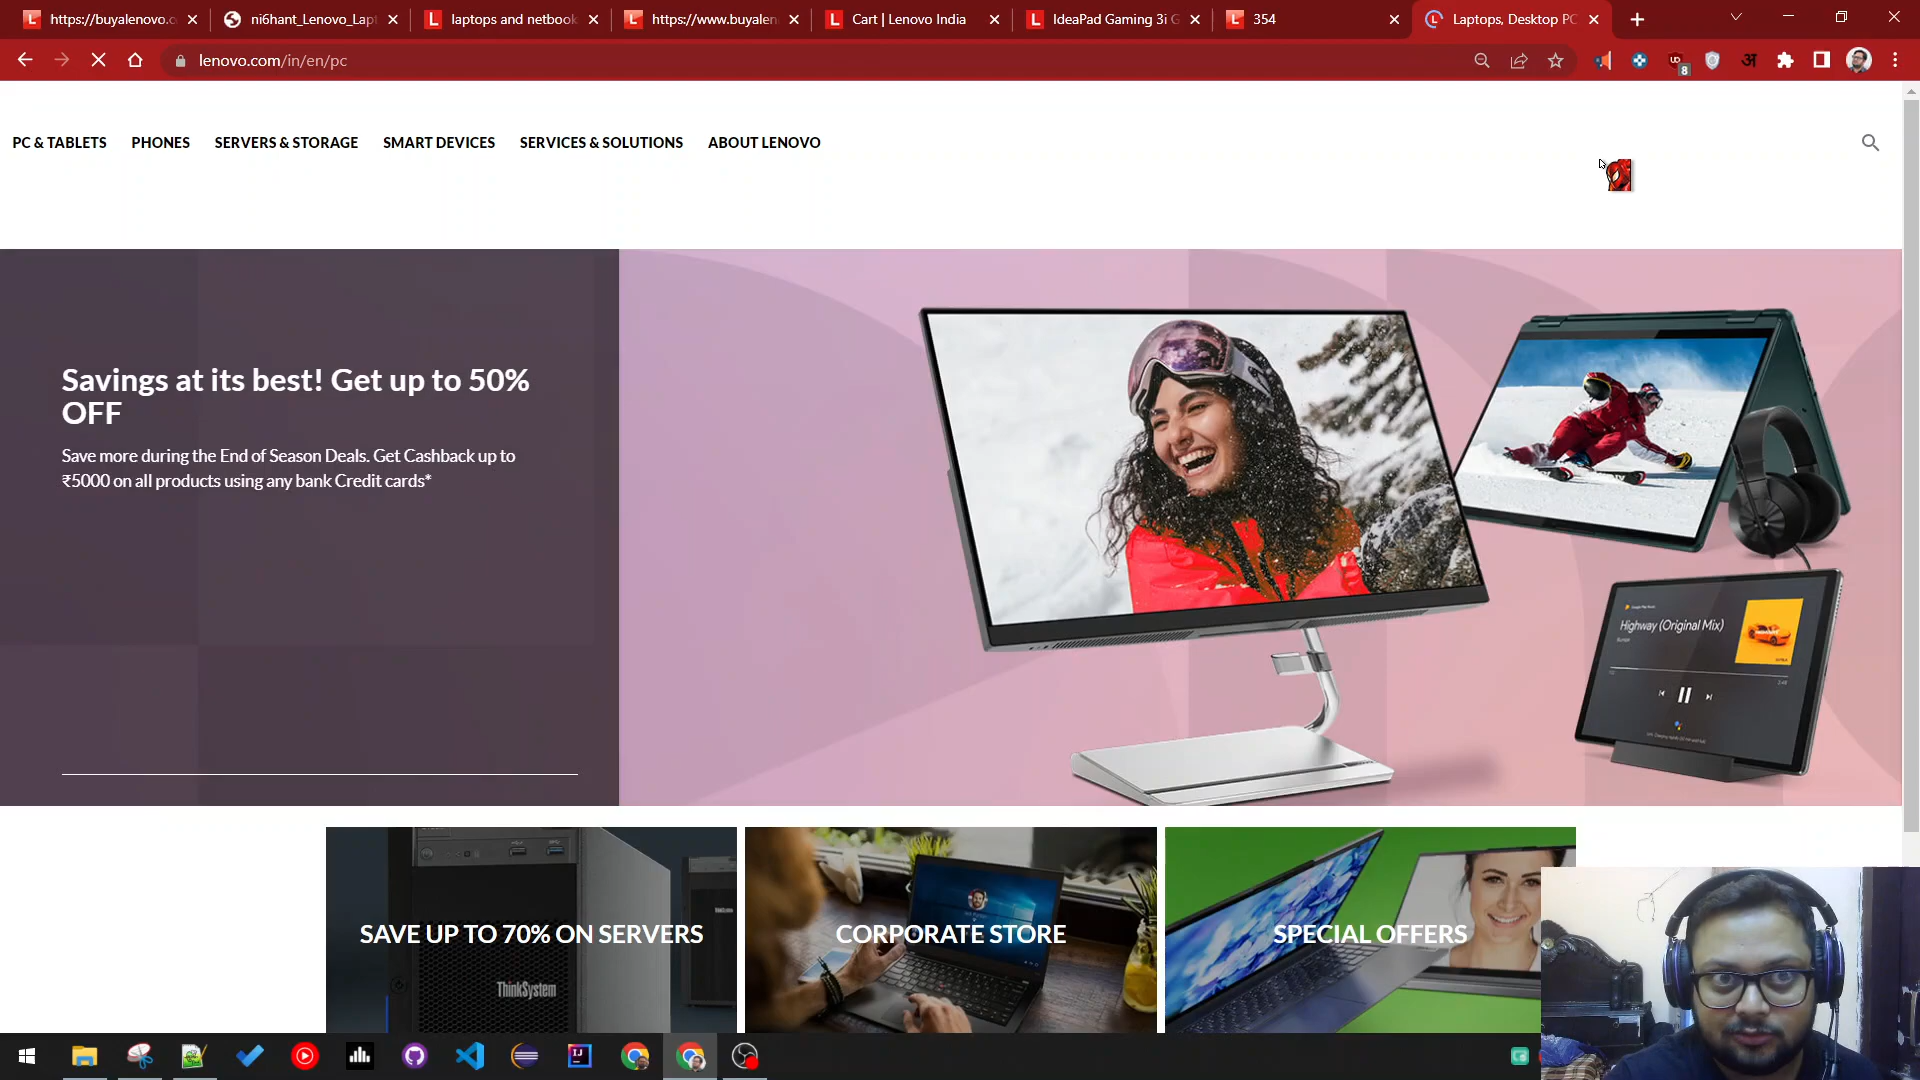 https://buyalenovo.c
ni6hant_Lenovo_Lap
laptops and netbook
https://www.buyalen
Cart | Lenovo India
IdeaPad Gaming 3i G
354
Laptops, Desktop PC
lenovo.com/in/en/pc
8
अ
PC & TABLETS
PHONES
SERVERS & STORAGE
SMART DEVICES
SERVICES & SOLUTIONS
ABOUT LENOVO
Savings at its best! Get up to 50%
OFF
Save more during the End of Season Deals. Get Cashback up to
₹5000 on all products using any bank Credit cards*
Highway (Original Mix)
SAVE UP TO 70% ON SERVERS
ThinkSystem
CORPORATE STORE
SPECIAL OFFERS